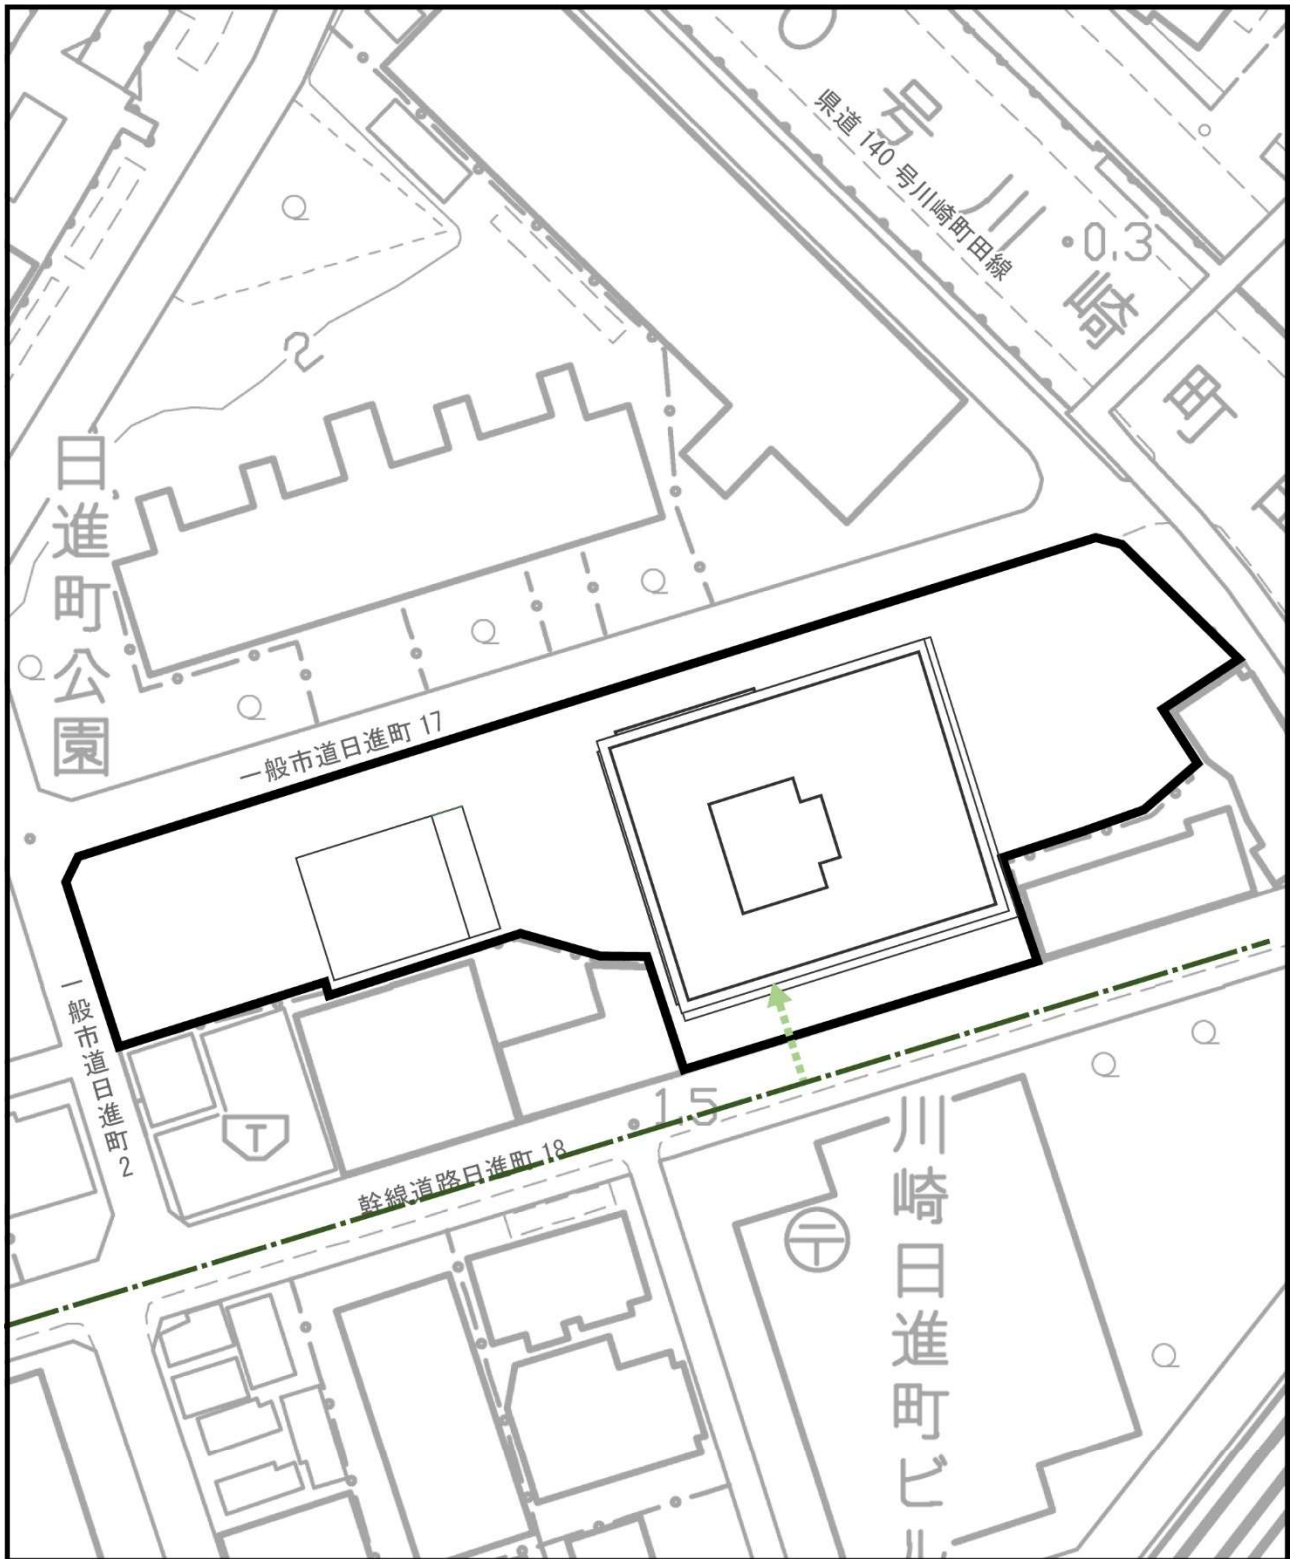 号川崎町
県道 140 号川崎町田線
0.3
2
日進町公園
一般市道日進町 17
一般市道日進町 2
1.5
幹線道路日進町 18
川崎日進町ビル